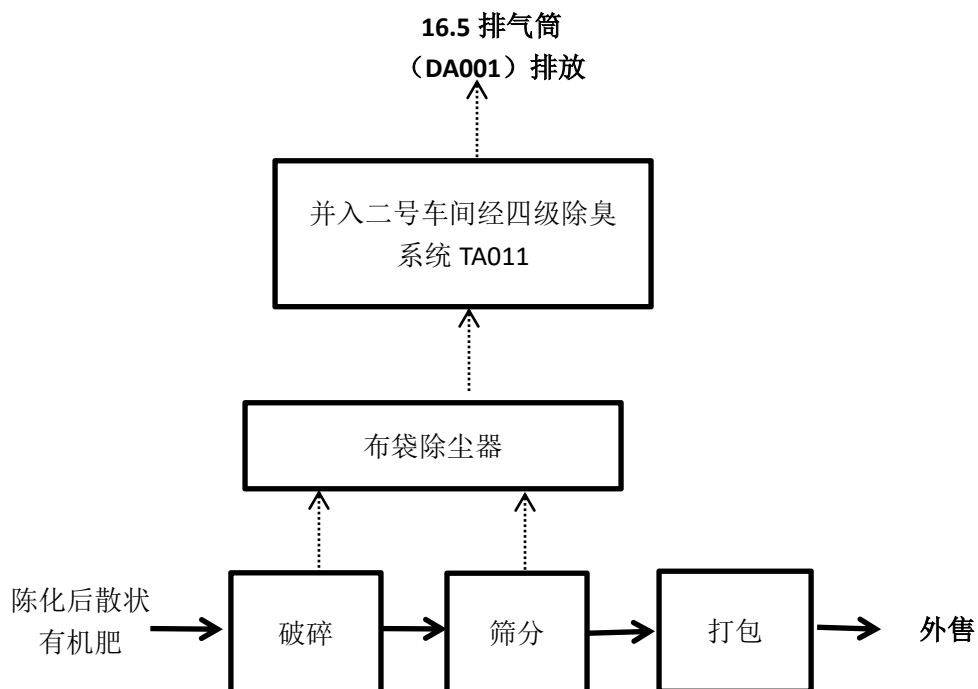 16.5 排气筒
（DA001）排放
并入二号车间经四级除臭
系统 TA011
布袋除尘器
陈化后散状
有机肥
破碎
筛分
打包
外售